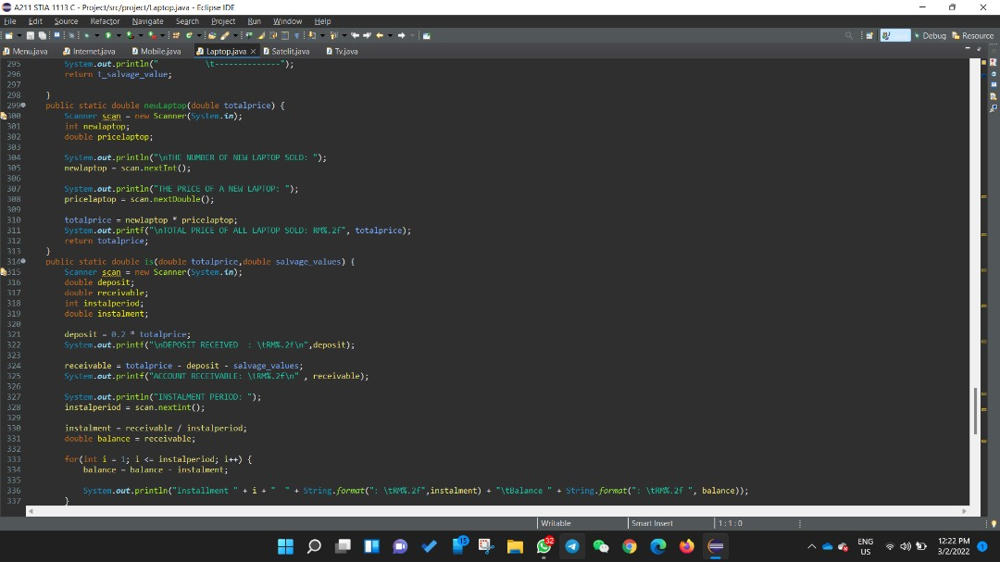 A211 STIA 1113 C - Project/src/project/Laptop.java - Eclipse IDE
File Edit Source Refactor Navigate Search Project Run Window Help
Debug Resource
Menu.java Internet.java Mobile.java Laptop.java × Satelit.java Tv.java
295 System.out.println(" \t--------------");
296 return t_salvage_value;
297
298 }
299 public static double newLaptop(double totalprice) {
300 Scanner scan = new Scanner(System.in);
301 int newlaptop;
302 double pricelaptop;
303
304 System.out.println("\nTHE NUMBER OF NEW LAPTOP SOLD: ");
305 newlaptop = scan.nextInt();
306
307 System.out.println("THE PRICE OF A NEW LAPTOP: ");
308 pricelaptop = scan.nextDouble();
309
310 totalprice = newlaptop * pricelaptop;
311 System.out.printf("\nTOTAL PRICE OF ALL LAPTOP SOLD: RM%.2f", totalprice);
312 return totalprice;
313 }
314 public static double is(double totalprice,double salvage_values) {
315 Scanner scan = new Scanner(System.in);
316 double deposit;
317 double receivable;
318 int instalperiod;
319 double instalment;
320
321 deposit = 0.2 * totalprice;
322 System.out.printf("\nDEPOSIT RECEIVED : \tRM%.2f\n",deposit);
323
324 receivable = totalprice - deposit - salvage_values;
325 System.out.printf("ACCOUNT RECEIVABLE: \tRM%.2f\n" , receivable);
326
327 System.out.println("INSTALMENT PERIOD: ");
328 instalperiod = scan.nextInt();
329
330 instalment = receivable / instalperiod;
331 double balance = receivable;
332
333 for(int i = 1; i <= instalperiod; i++) {
334 balance = balance - instalment;
335
336 System.out.println("Installment " + i + " " + String.format(": \tRM%.2f",instalment) + "\tBalance " + String.format(": \tRM%.2f ", balance));
337 }
Writable Smart Insert 1 : 1 : 0
15 32 ENG US 12:22 PM 3/2/2022 1